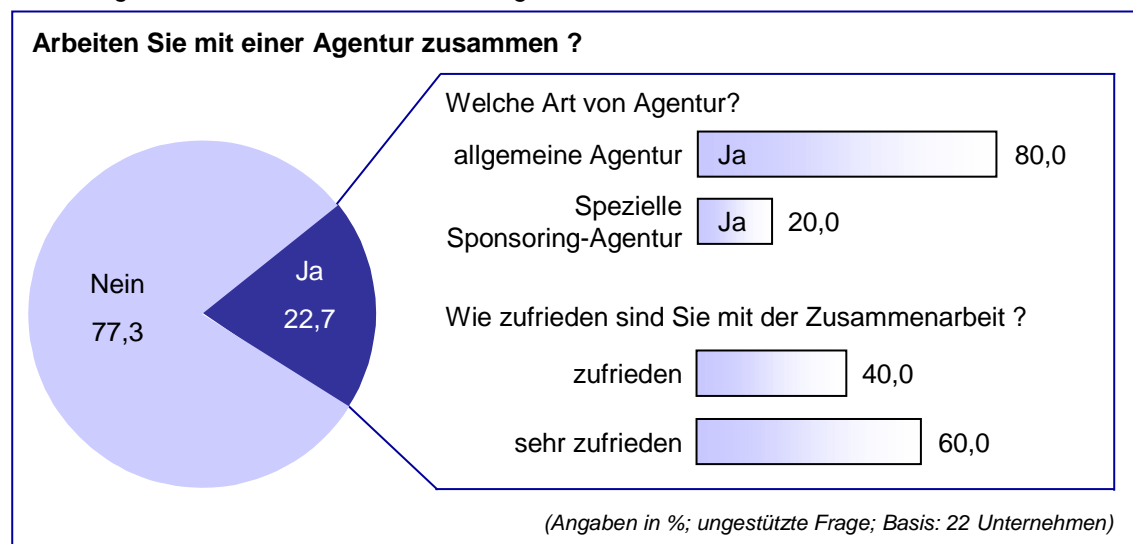 Arbeiten Sie mit einer Agentur zusammen ?
Welche Art von Agentur?
allgemeine Agentur Ja 80,0
Spezielle
Sponsoring-Agentur Ja 20,0
Nein
77,3
Ja
22,7
Wie zufrieden sind Sie mit der Zusammenarbeit ?
zufrieden 40,0
sehr zufrieden 60,0
(Angaben in %; ungestützte Frage; Basis: 22 Unternehmen)